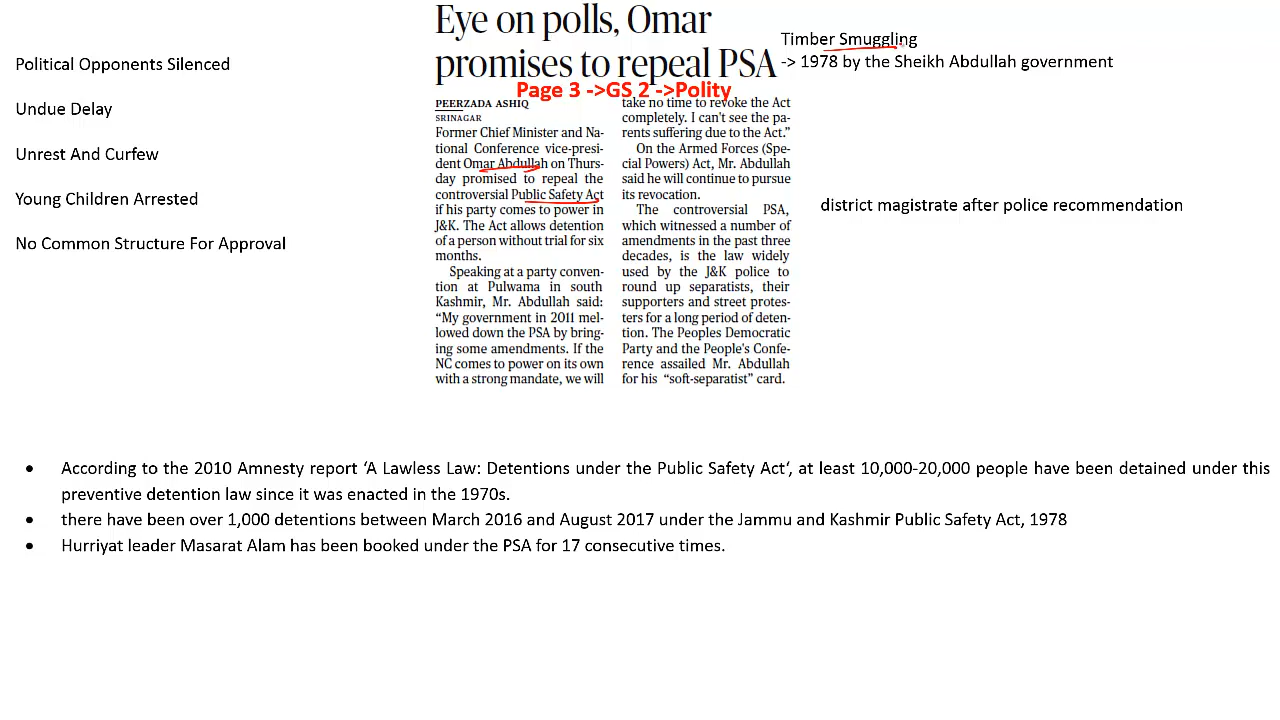 Political Opponents Silenced
Undue Delay
Unrest And Curfew
Young Children Arrested
No Common Structure For Approval
Eye on polls, Omar
promises to repeal PSA
Page 3 ->GS 2 ->Polity
PEERZADA ASHIQ
SRINAGAR
Former Chief Minister and Na-
tional Conference vice-presi-
dent Omar Abdullah on Thurs-
day promised to repeal the
controversial Public Safety Act
if his party comes to power in
J&K. The Act allows detention
of a person without trial for six
months.
Speaking at a party conven-
tion at Pulwama in south
Kashmir, Mr. Abdullah said:
“My government in 2011 mel-
lowed down the PSA by bring-
ing some amendments. If the
NC comes to power on its own
with a strong mandate, we will
take no time to revoke the Act
completely. I can't see the pa-
rents suffering due to the Act.”
On the Armed Forces (Spe-
cial Powers) Act, Mr. Abdullah
said he will continue to pursue
its revocation.
The controversial PSA,
which witnessed a number of
amendments in the past three
decades, is the law widely
used by the J&K police to
round up separatists, their
supporters and street protes-
ters for a long period of deten-
tion. The Peoples Democratic
Party and the People's Confe-
rence assailed Mr. Abdullah
for his “soft-separatist” card.
Timber Smuggling
-> 1978 by the Sheikh Abdullah government
district magistrate after police recommendation
• According to the 2010 Amnesty report ‘A Lawless Law: Detentions under the Public Safety Act‘, at least 10,000-20,000 people have been detained under this
preventive detention law since it was enacted in the 1970s.
• there have been over 1,000 detentions between March 2016 and August 2017 under the Jammu and Kashmir Public Safety Act, 1978
• Hurriyat leader Masarat Alam has been booked under the PSA for 17 consecutive times.